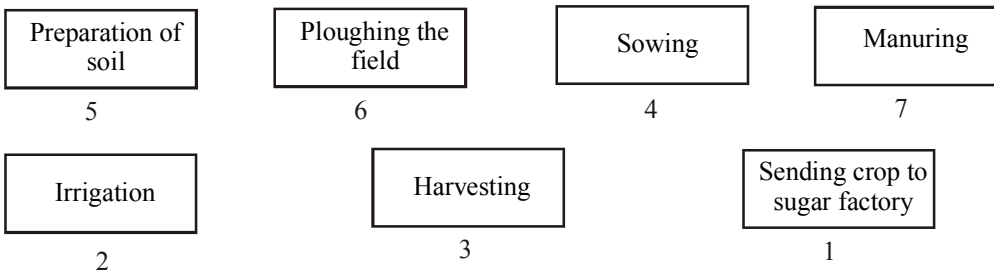 Preparation of
soil
5
Ploughing the
field
6
Sowing
4
Manuring
7
Irrigation
2
Harvesting
3
Sending crop to
sugar factory
1